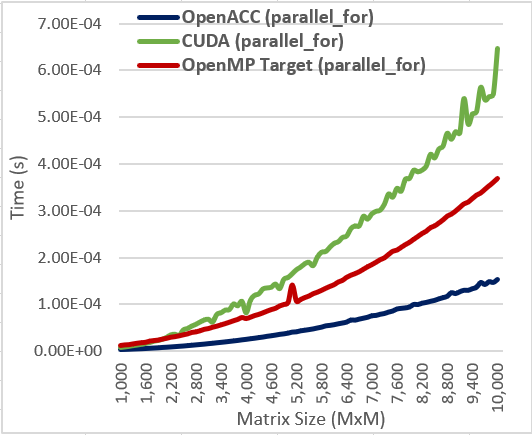 OpenACC (parallel_for)
CUDA (parallel_for)
OpenMP Target (parallel_for)
Time (s)
7.00E-04
6.00E-04
5.00E-04
4.00E-04
3.00E-04
2.00E-04
1.00E-04
0.00E+00
1,000
1,600
2,200
2,800
3,400
4,000
4,600
5,200
5,800
6,400
7,000
7,600
8,200
8,800
9,400
10,000
Matrix Size (MxM)